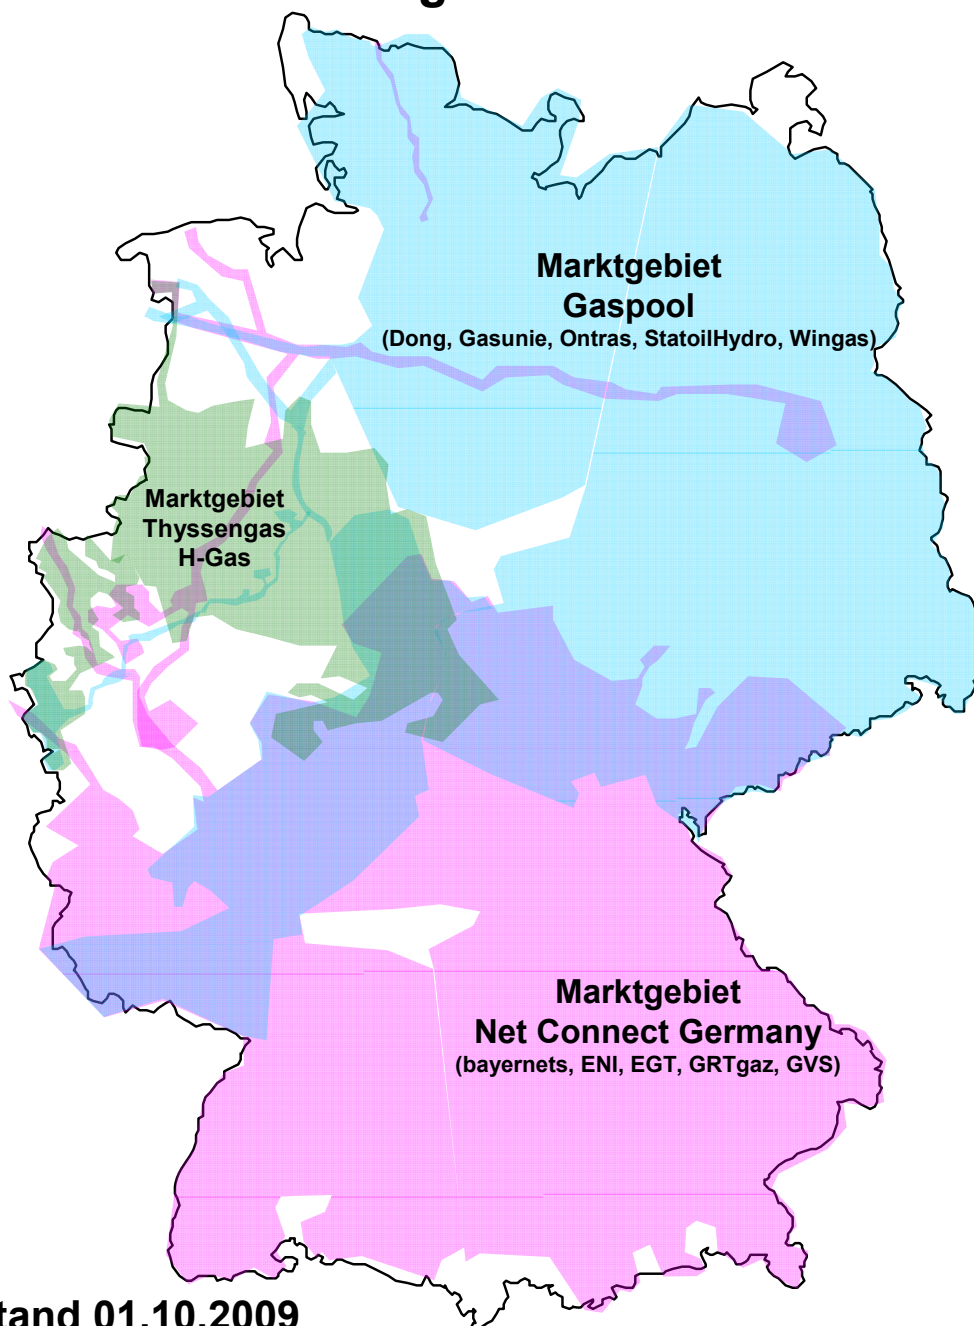 Marktgebiet
Gaspool
(Dong, Gasunie, Ontras, StatoilHydro, Wingas)
Marktgebiet
Thyssengas
H-Gas
Marktgebiet
Net Connect Germany
(bayernets, ENI, EGT, GRTgaz, GVS)
tand 01.10.2009